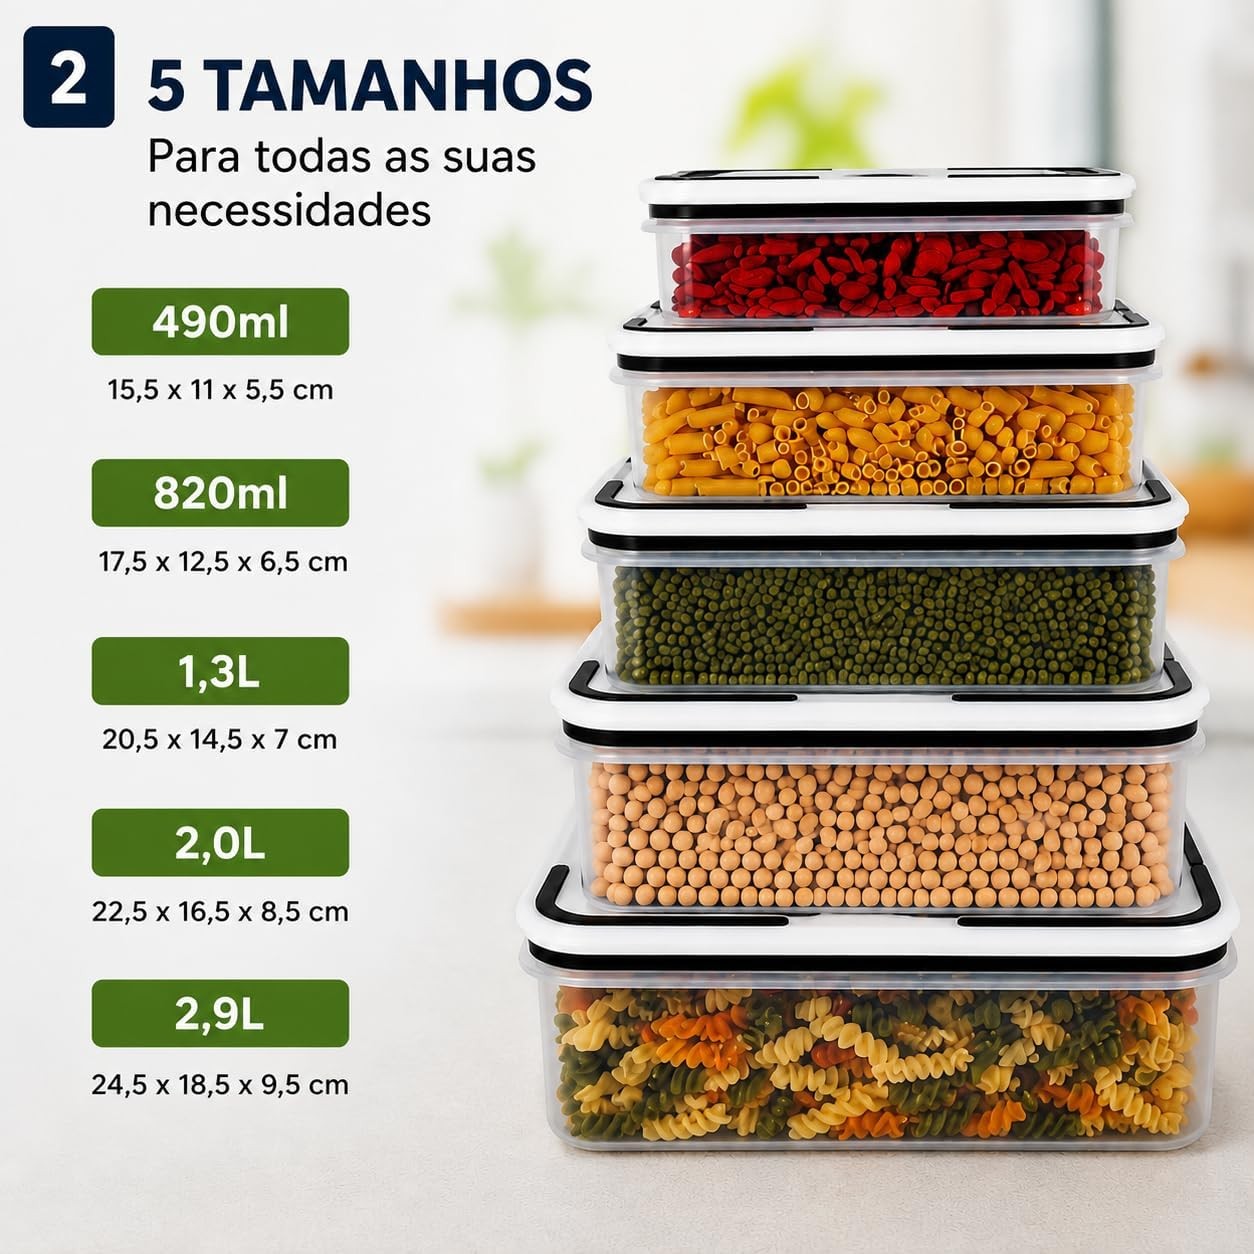 2
5 TAMANHOS
Para todas as suas
necessidades
490ml
15,5 x 11 x 5,5 cm
820ml
17,5 x 12,5 x 6,5 cm
1,3L
20,5 x 14,5 x 7 cm
2,0L
22,5 x 16,5 x 8,5 cm
2,9L
24,5 x 18,5 x 9,5 cm